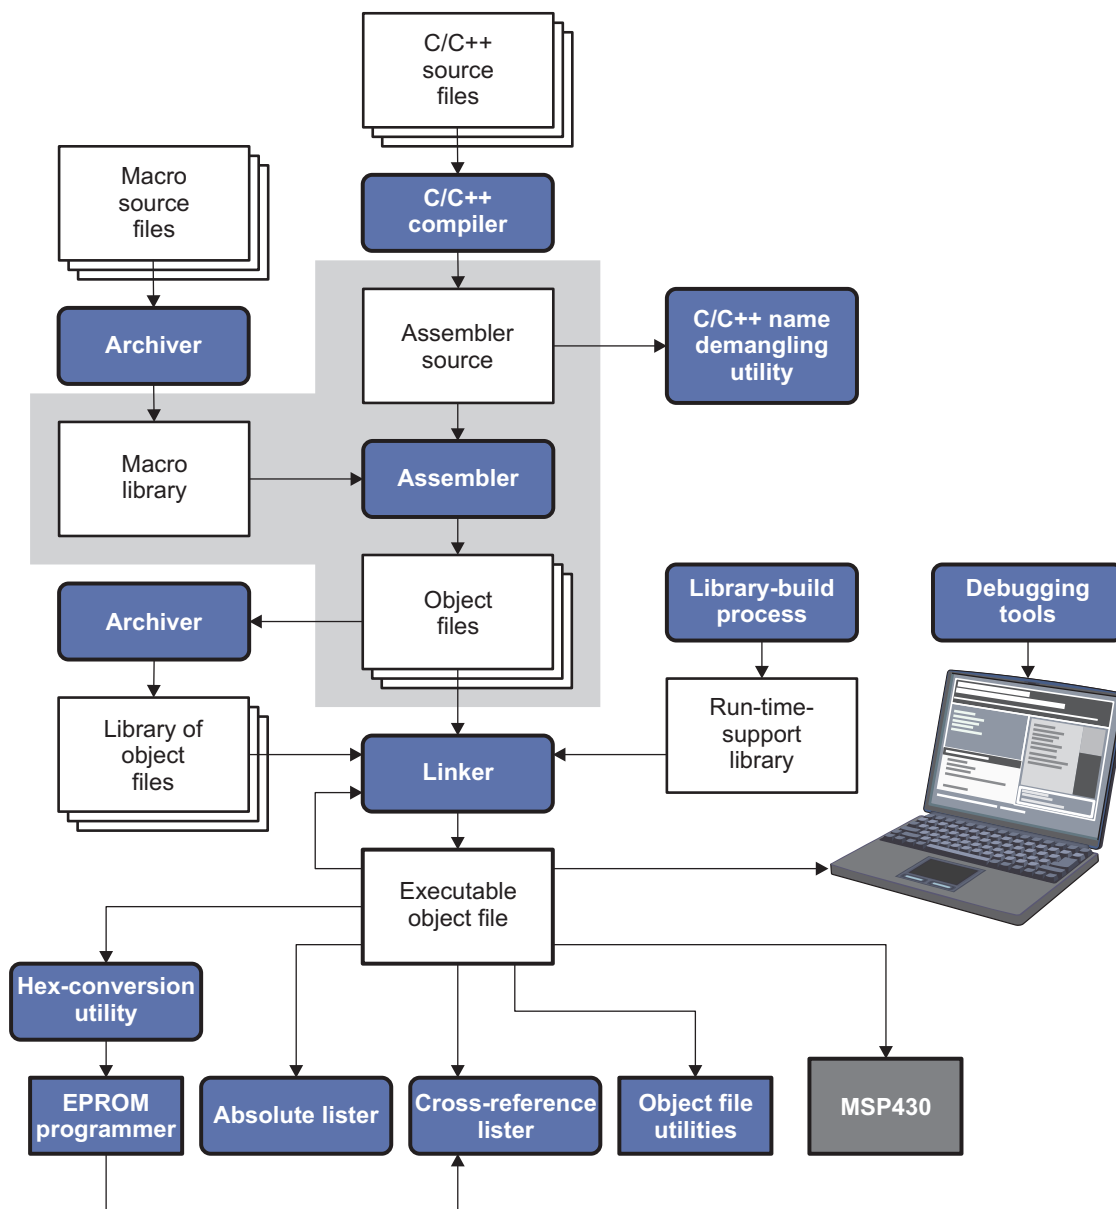 C/C++
source
files
Macro
source
files
C/C++
compiler
Archiver
Assembler
source
C/C++ name
demangling
utility
Macro
library
Assembler
Archiver
Object
files
Library-build
process
Debugging
tools
Library of
object
files
Linker
Run-time-
support
library
Executable
object file
Hex-conversion
utility
EPROM
programmer
Absolute lister
Cross-reference
lister
Object file
utilities
MSP430